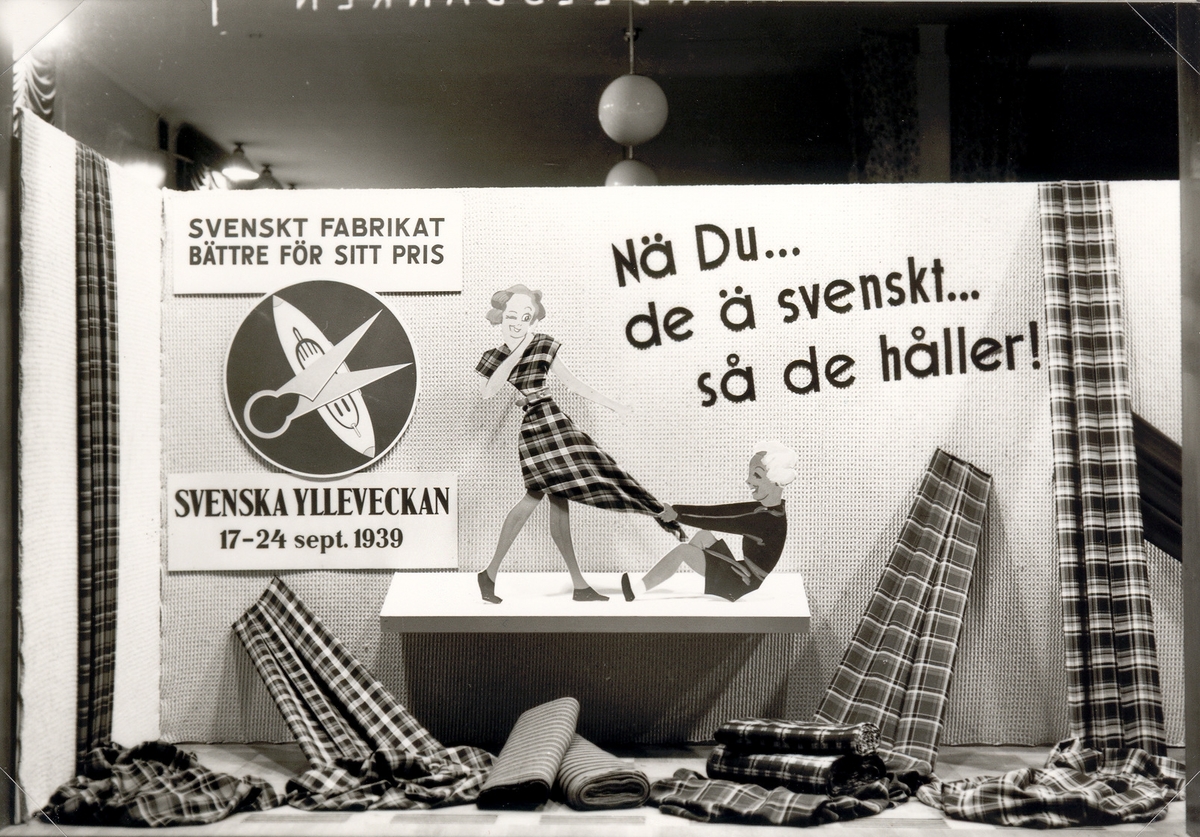 SVENSKT FABRIKAT
BÄTTRE FÖR SITT PRIS
SVENSKA YLLEVECKAN
17-24 sept. 1939
Nä Du...
de ä svenskt...
så de håller!